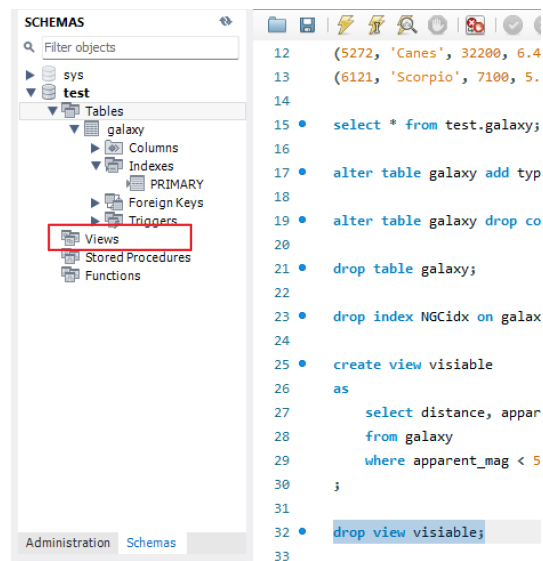 SCHEMAS
Filter objects
sys
test
Tables
galaxy
Columns
Indexes
PRIMARY
Foreign Keys
Triggers
Views
Stored Procedures
Functions
Administration Schemas
12 (5272, 'Canes', 32200, 6.4
13 (6121, 'Scorpio', 7100, 5.
14
15 select * from test.galaxy;
16
17 alter table galaxy add typ
18
19 alter table galaxy drop co
20
21 drop table galaxy;
22
23 drop index NGCidx on galax
24
25 create view visiable
26 as
27 select distance, appar
28 from galaxy
29 where apparent_mag < 5
30 ;
31
32 drop view visiable;
33